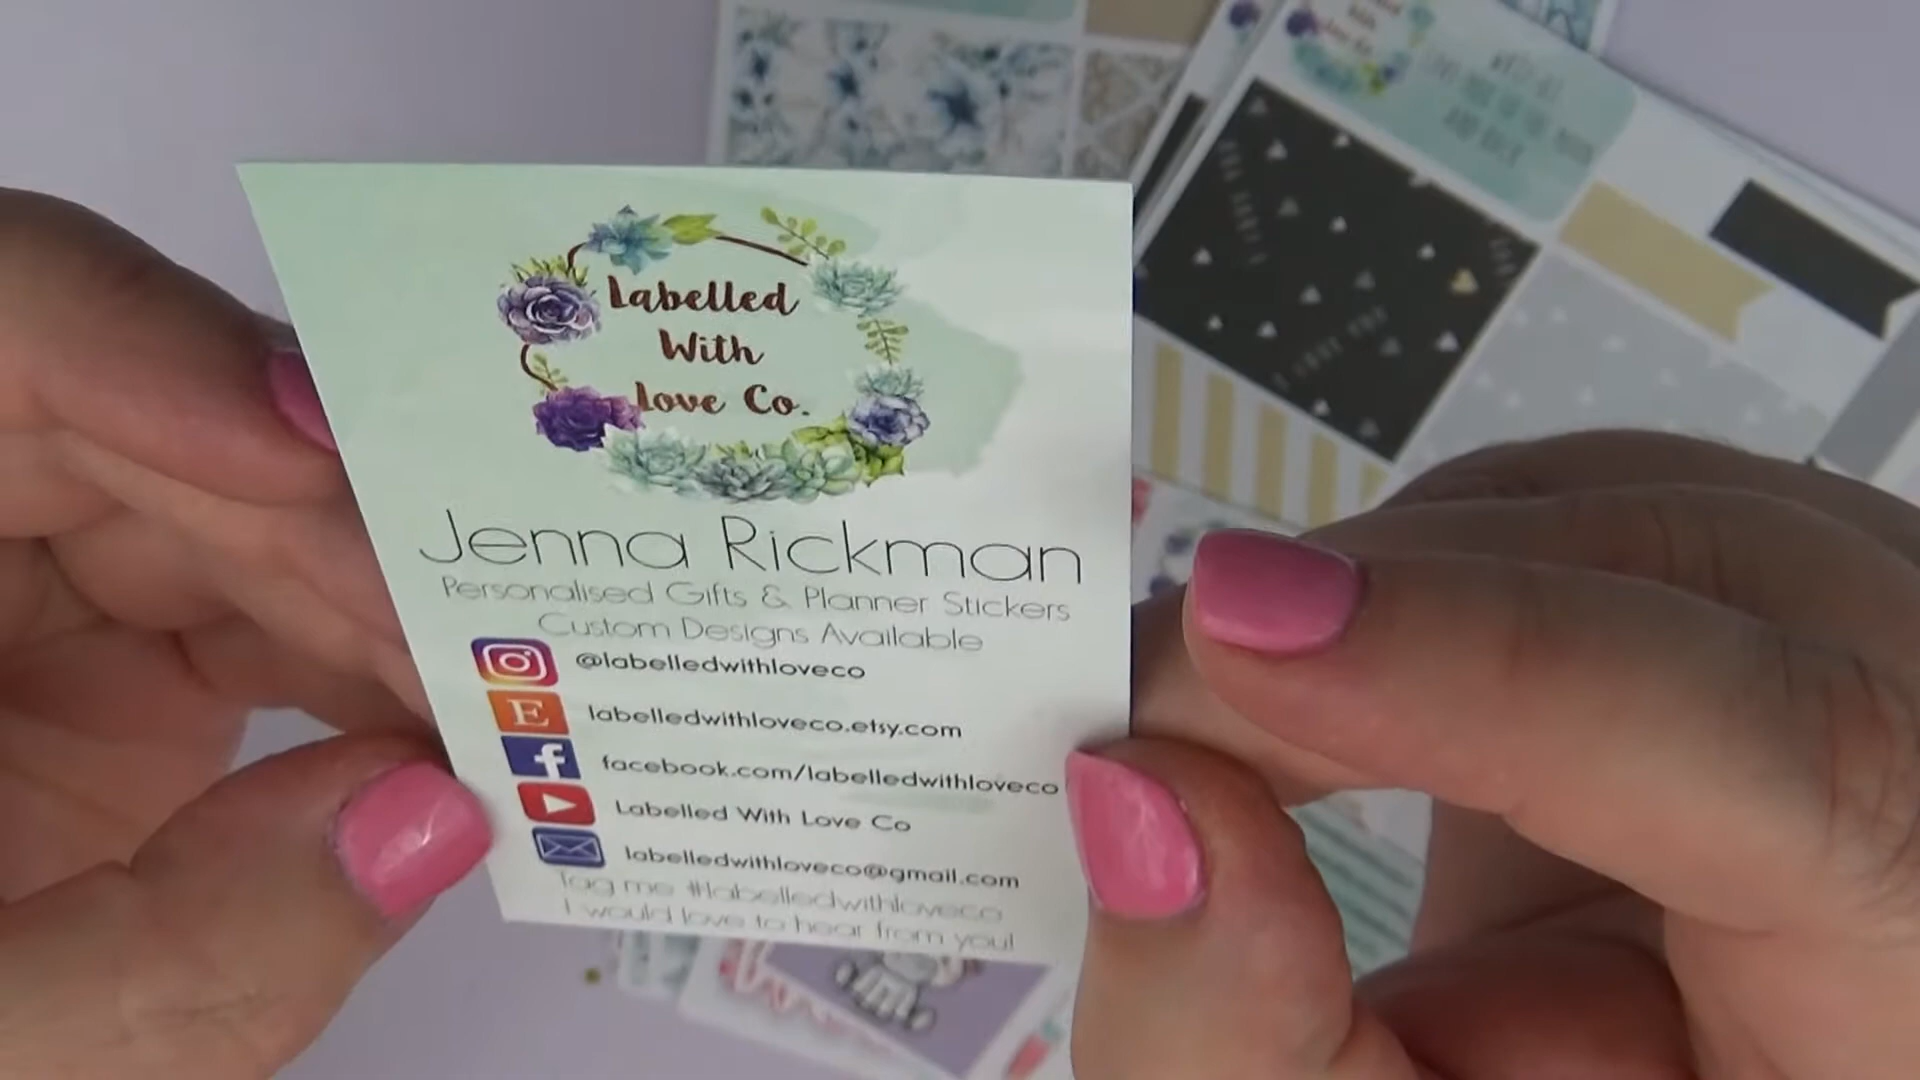 Labelled
With
Love Co.
Jenna Rickman
Personalised Gifts & Planner Stickers
Custom Designs Available
@labelledwithloveco
E
labelledwithloveco.etsy.com
f
facebook.com/labelledwithloveco
Labelled With Love Co
labelledwithloveco@gmail.com
Tag me #labelledwithloveco
I would love to hear from you!